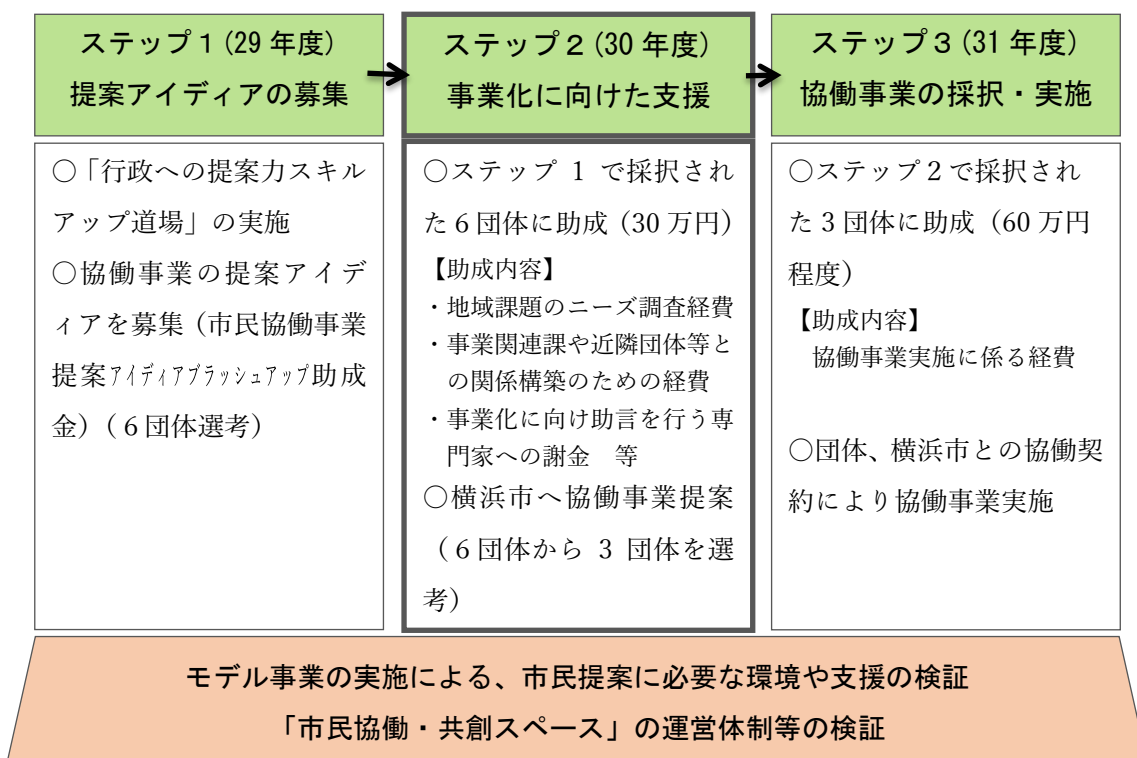 ステップ1 (29 年度)
提案アイディアの募集
○「行政への提案力スキル
アップ道場」の実施
○協働事業の提案アイデ
ィアを募集(市民協働事業
提案ｱｲﾃﾞｨｱﾌﾞﾗｯｼｭｱｯﾌﾟ助成
金)(6団体選考)
ステップ2 (30 年度)
事業化に向けた支援
○ステップ 1 で採択され
た6団体に助成(30 万円)
【助成内容】
・地域課題のニーズ調査経費
・事業関連課や近隣団体等と
の関係構築のための経費
・事業化に向け助言を行う専
門家への謝金 等
○横浜市へ協働事業提案
(6団体から 3 団体を選
考)
ステップ3 (31 年度)
協働事業の採択・実施
○ステップ2で採択され
た3団体に助成(60 万円
程度)
【助成内容】
協働事業実施に係る経費
○団体、横浜市との協働契
約により協働事業実施
モデル事業の実施による、市民提案に必要な環境や支援の検証
「市民協働・共創スペース」の運営体制等の検証